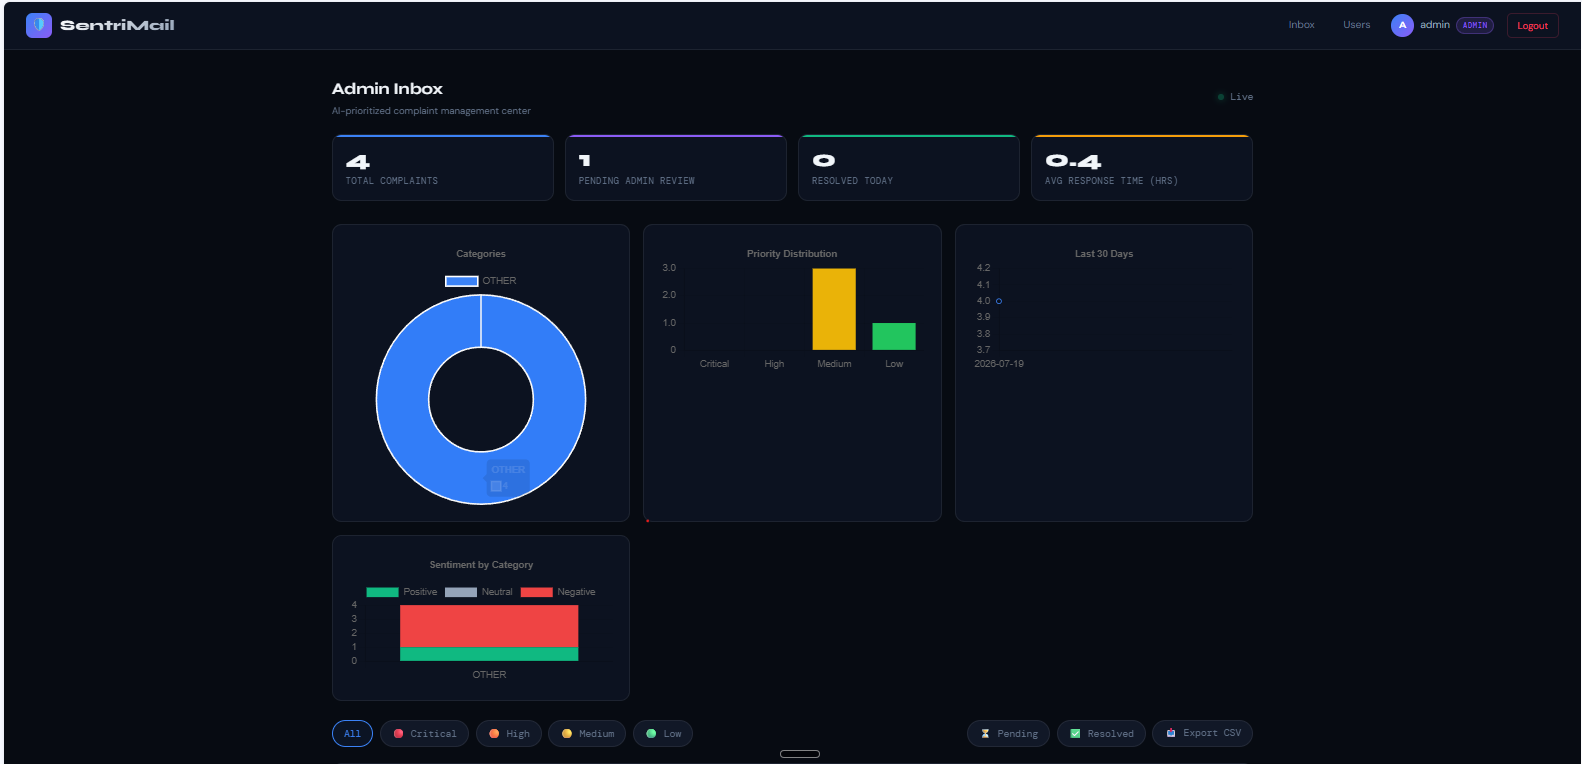 SentriMail
Inbox
Users
A
admin
ADMIN
Logout
Admin Inbox
AI-prioritized complaint management center
Live
4
TOTAL COMPLAINTS
1
PENDING ADMIN REVIEW
0
RESOLVED TODAY
0.4
AVG RESPONSE TIME (HRS)
Categories
OTHER
OTHER
4
Priority Distribution
3.0
2.0
1.0
0
Critical High Medium Low
Last 30 Days
4.2
4.1
4.0
3.9
3.8
3.7
2026-07-19
Sentiment by Category
Positive Neutral Negative
4
3
2
1
0
OTHER
All
Critical
High
Medium
Low
Pending
Resolved
Export CSV